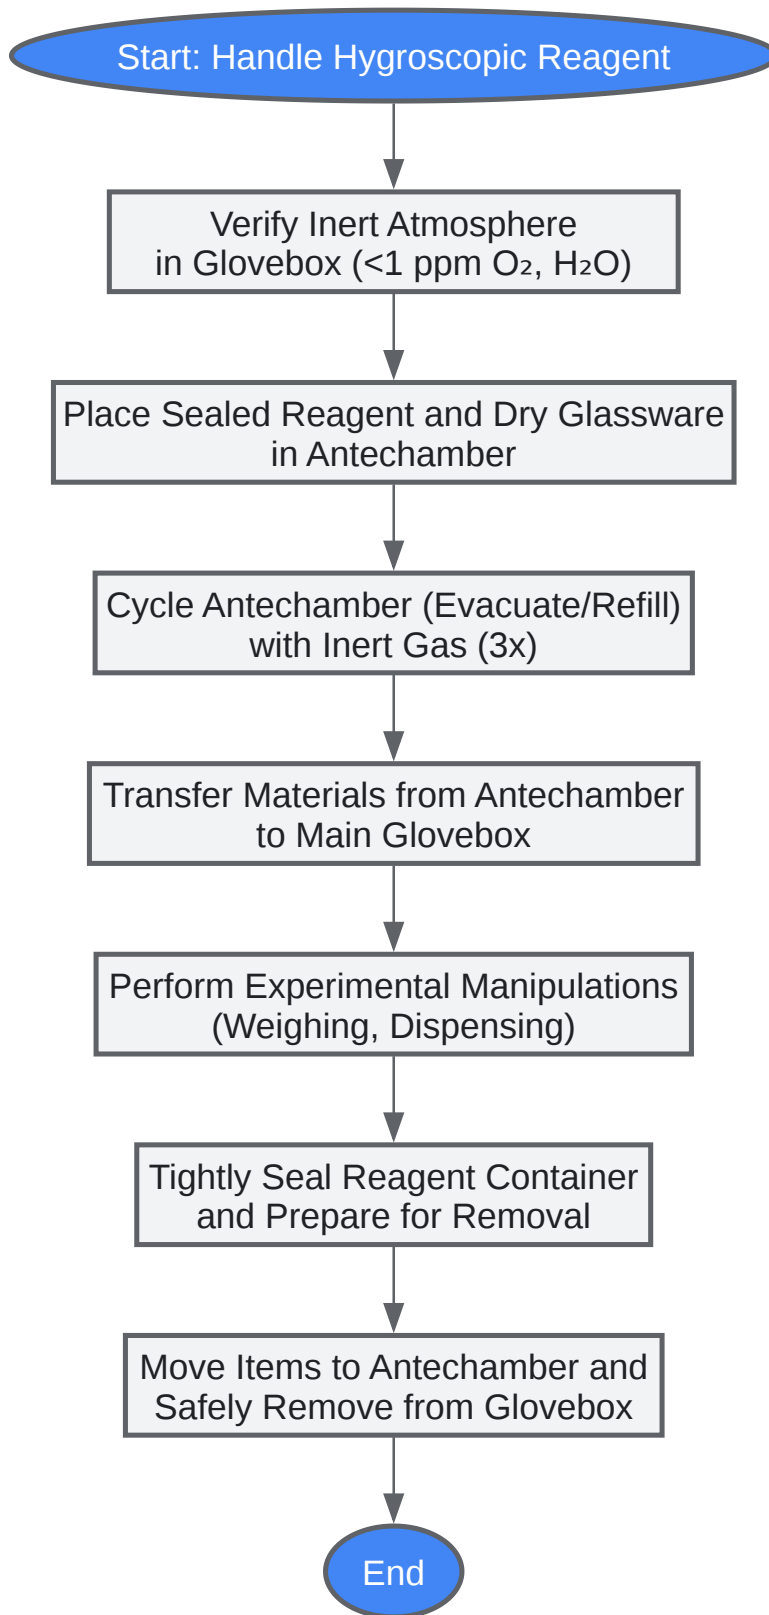 Start: Handle Hygroscopic Reagent
Verify Inert Atmosphere
in Glovebox (<1 ppm O₂, H₂O)
Place Sealed Reagent and Dry Glassware
in Antechamber
Cycle Antechamber (Evacuate/Refill)
with Inert Gas (3x)
Transfer Materials from Antechamber
to Main Glovebox
Perform Experimental Manipulations
(Weighing, Dispensing)
Tightly Seal Reagent Container
and Prepare for Removal
Move Items to Antechamber and
Safely Remove from Glovebox
End